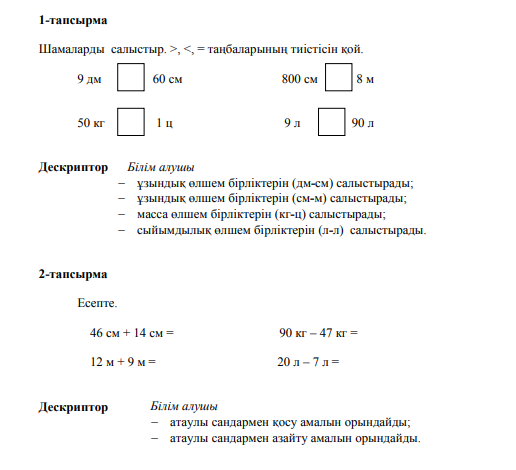 1-тапсырма
Шамаларды салыстыр. >, <, = таңбаларының тиістісін қой.
9 дм 60 см 800 см 8 м
50 кг 1 ц 9 л 90 л
Дескриптор Білім алушы
− ұзындық өлшем бірліктерін (дм-см) салыстырады;
− ұзындық өлшем бірліктерін (см-м) салыстырады;
− масса өлшем бірліктерін (кг-ц) салыстырады;
− сыйымдылық өлшем бірліктерін (л-л) салыстырады.
2-тапсырма
Есепте.
46 см + 14 см = 90 кг – 47 кг =
12 м + 9 м = 20 л – 7 л =
Дескриптор Білім алушы
− атаулы сандармен қосу амалын орындайды;
− атаулы сандармен азайту амалын орындайды.